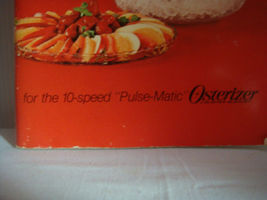 for the 10-speed "Pulse-Matic" Osterizer